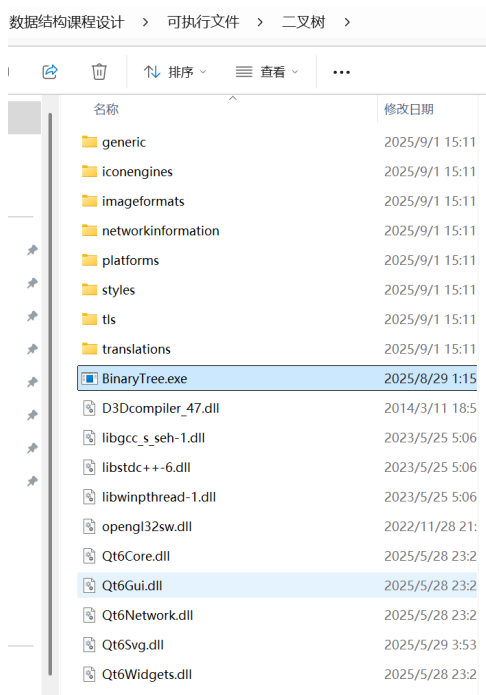 数据结构课程设计 > 可执行文件 > 二叉树 >
排序 查看 •••
名称 修改日期
generic 2025/9/1 15:11
iconengines 2025/9/1 15:11
imageformats 2025/9/1 15:11
networkinformation 2025/9/1 15:11
platforms 2025/9/1 15:11
styles 2025/9/1 15:11
tls 2025/9/1 15:11
translations 2025/9/1 15:11
BinaryTree.exe 2025/8/29 1:15
D3Dcompiler_47.dll 2014/3/11 18:5
libgcc_s_seh-1.dll 2023/5/25 5:06
libstdc++-6.dll 2023/5/25 5:06
libwinpthread-1.dll 2023/5/25 5:06
opengl32sw.dll 2022/11/28 21:
Qt6Core.dll 2025/5/28 23:2
Qt6Gui.dll 2025/5/28 23:2
Qt6Network.dll 2025/5/28 23:2
Qt6Svg.dll 2025/5/29 3:53
Qt6Widgets.dll 2025/5/28 23:2